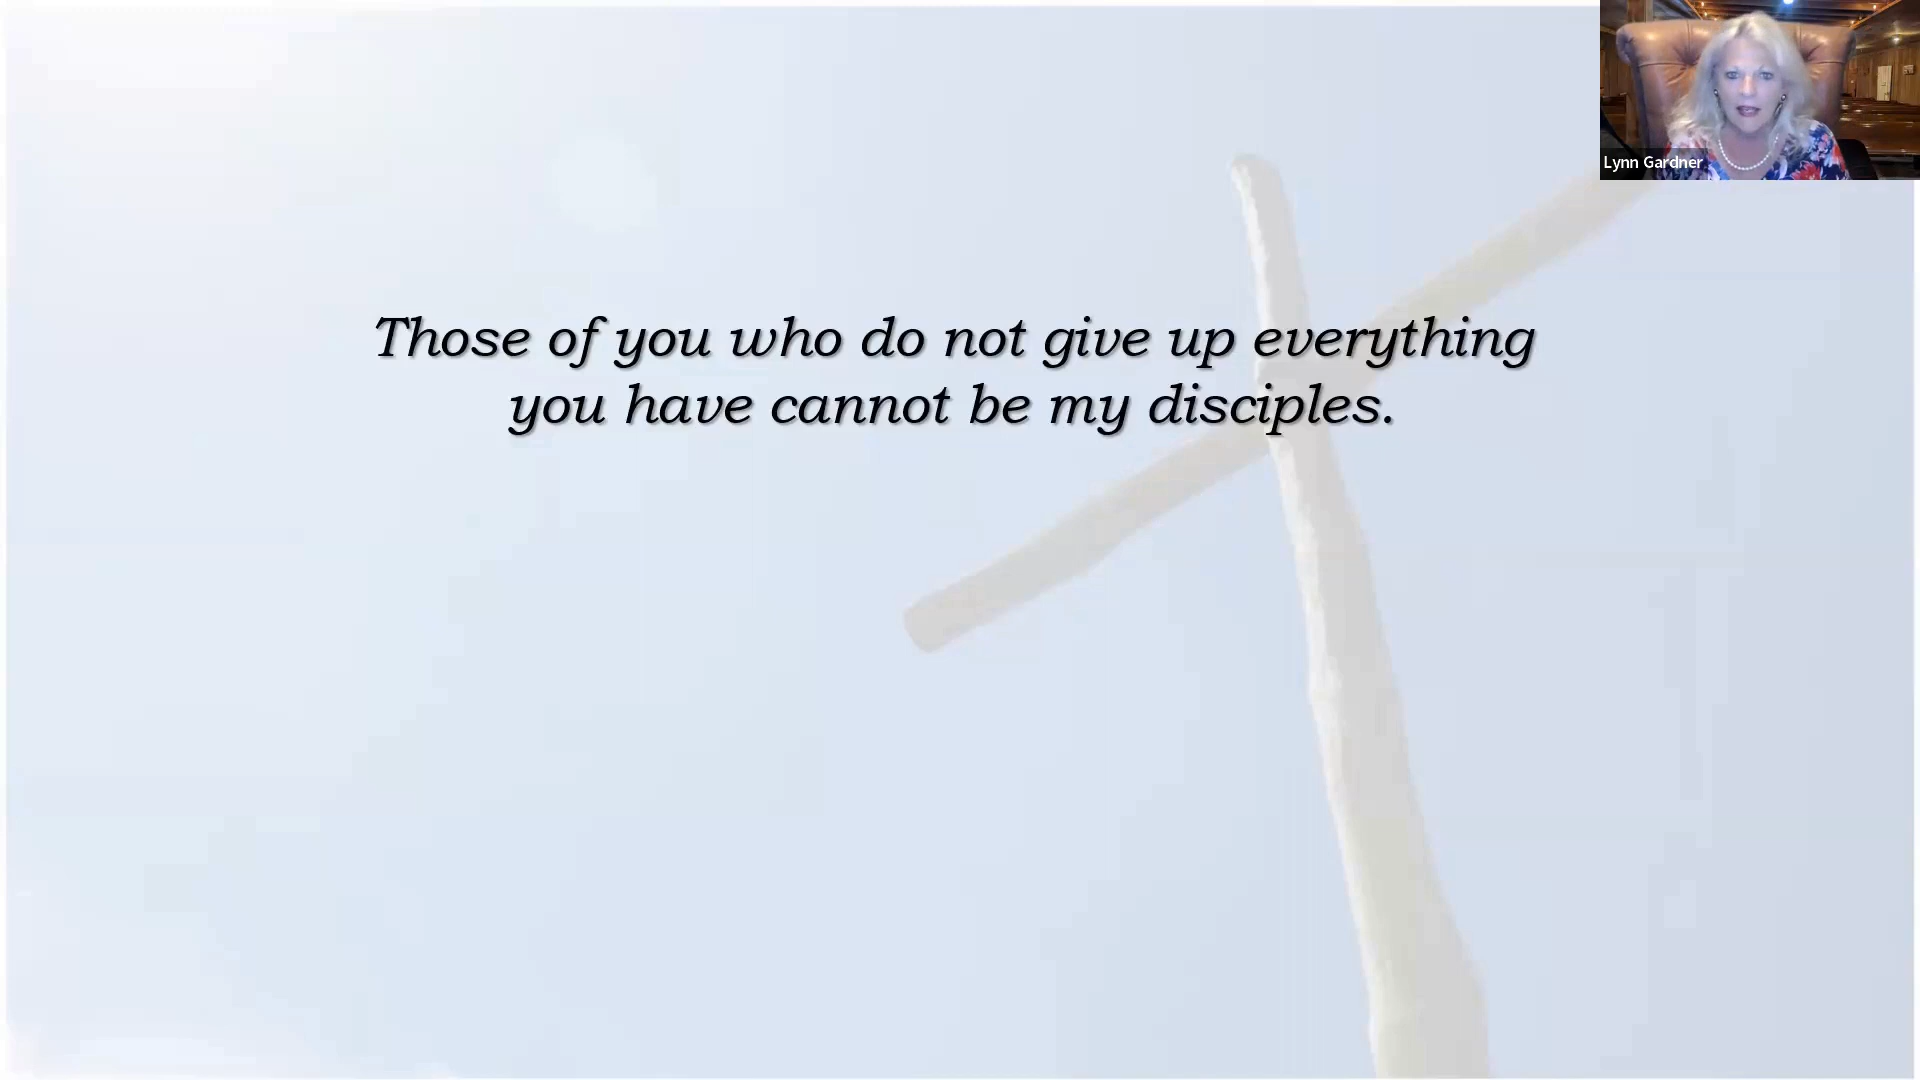 Lynn Gardner
Those of you who do not give up everything
you have cannot be my disciples.